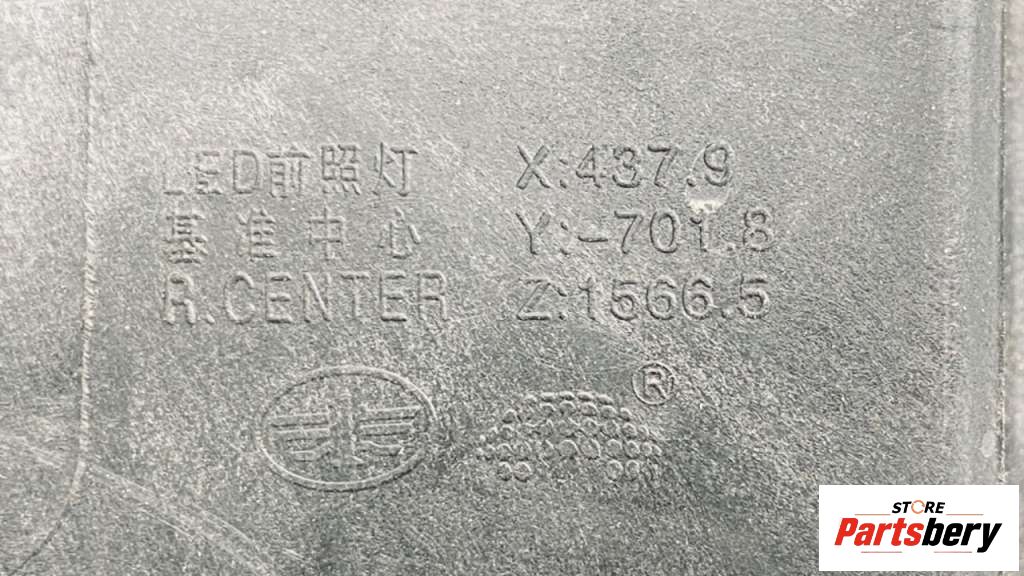 LED前照灯 X:437.9
基准中心 Y:-701.8
R.CENTER Z:1566.5
®
STORE
Partsbery